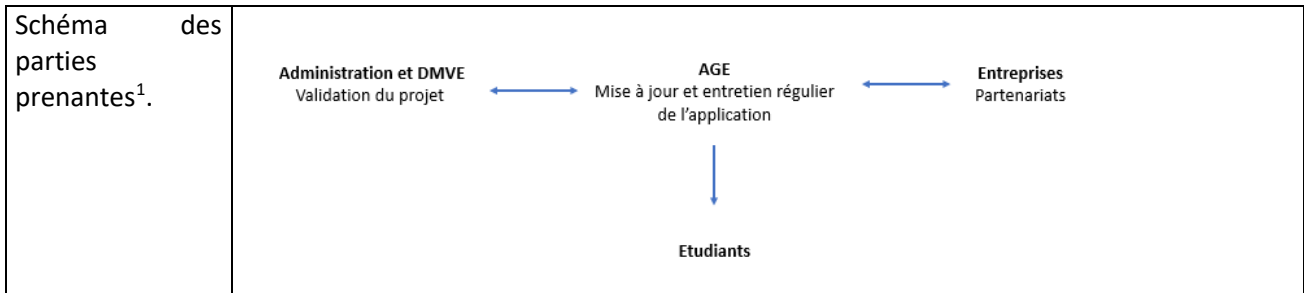 Schéma des
parties
prenantes1.
Administration et DMVE
Validation du projet
AGE
Mise à jour et entretien régulier
de l'application
Entreprises
Partenariats
Etudiants